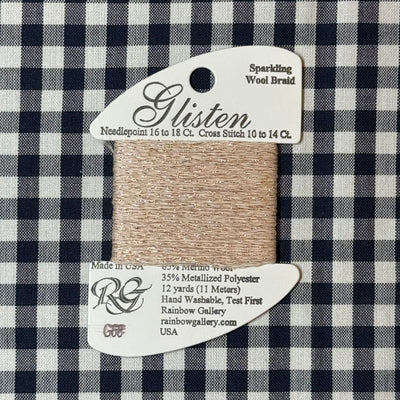 Sparkling
Wool Braid
Glisten
Needlepoint 16 to 18 Ct. Cross Stitch 10 to 14 Ct.
Made in USA
65% Merino Wool
35% Metallized Polyester
12 yards (11 Meters)
RG
Hand Washable, Test First
Rainbow Gallery
rainbowgallery.com
USA